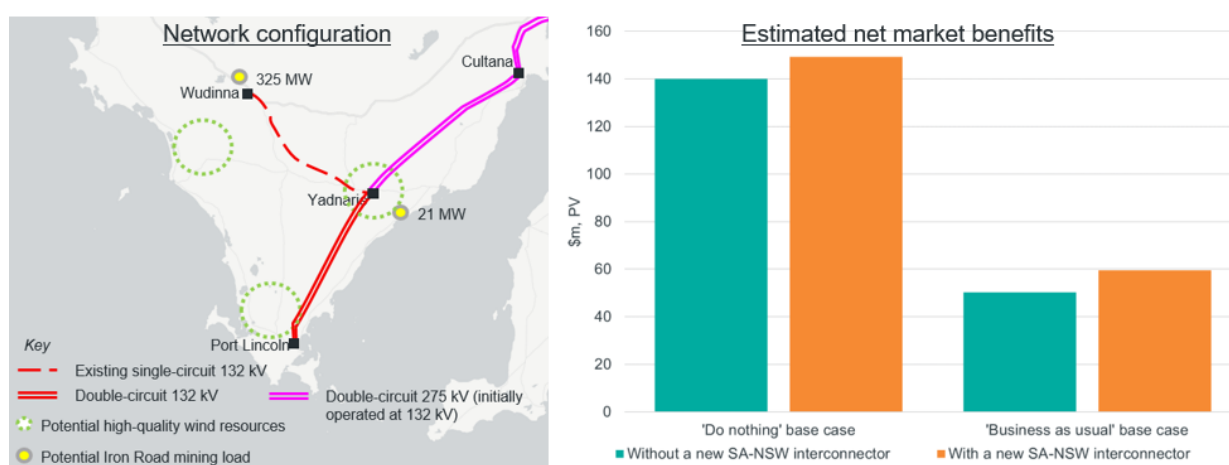 Network configuration
Cultana
325 MW
Wudinna
Yadnarie
21 MW
Port Lincoln
Key
Existing single-circuit 132 kV
Double-circuit 132 kV
Double-circuit 275 kV (initially
operated at 132 kV)
Potential high-quality wind resources
Potential Iron Road mining load
Estimated net market benefits
160
140
120
100
80
60
40
20
0
$m, PV
'Do nothing' base case
'Business as usual' base case
Without a new SA-NSW interconnector
With a new SA-NSW interconnector